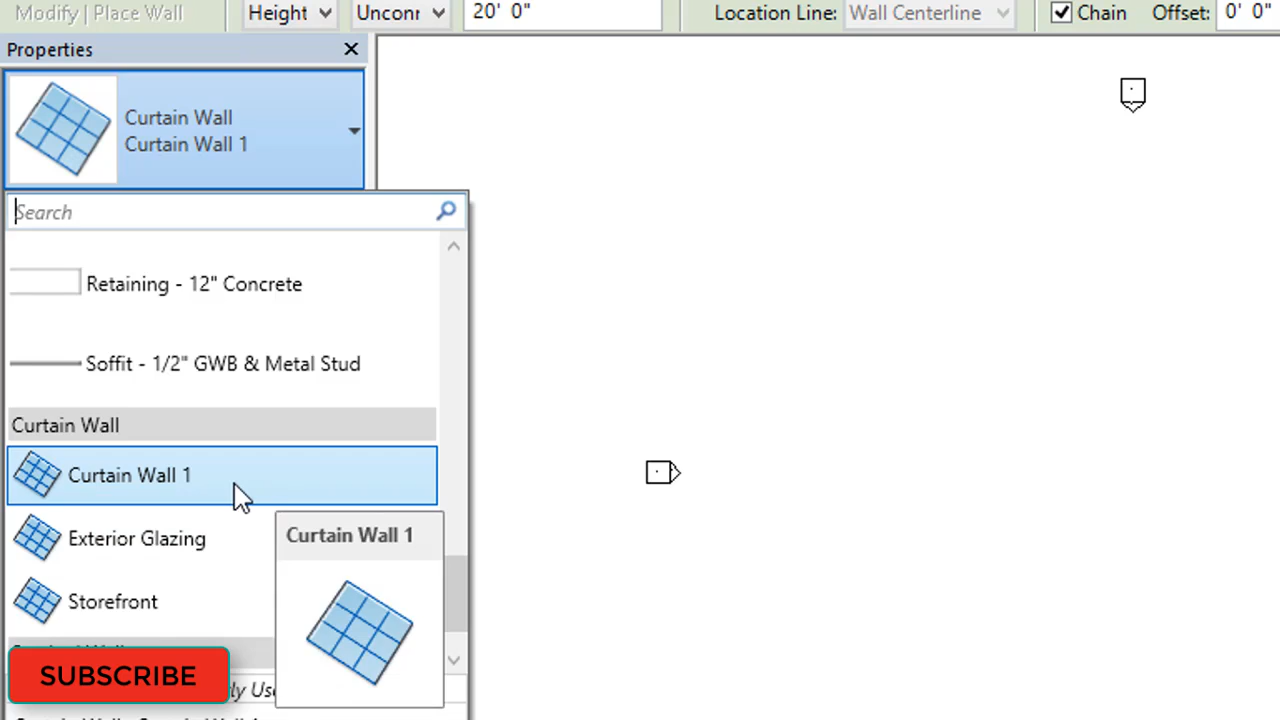 Modify | Place Wall Height Uncon 20' 0" Location Line: Wall Centerline Chain Offset: 0' 0"
Properties
Curtain Wall
Curtain Wall 1
Search
Retaining - 12" Concrete
Soffit - 1/2" GWB & Metal Stud
Curtain Wall
Curtain Wall 1
Curtain Wall 1
Exterior Glazing
Storefront
SUBSCRIBE